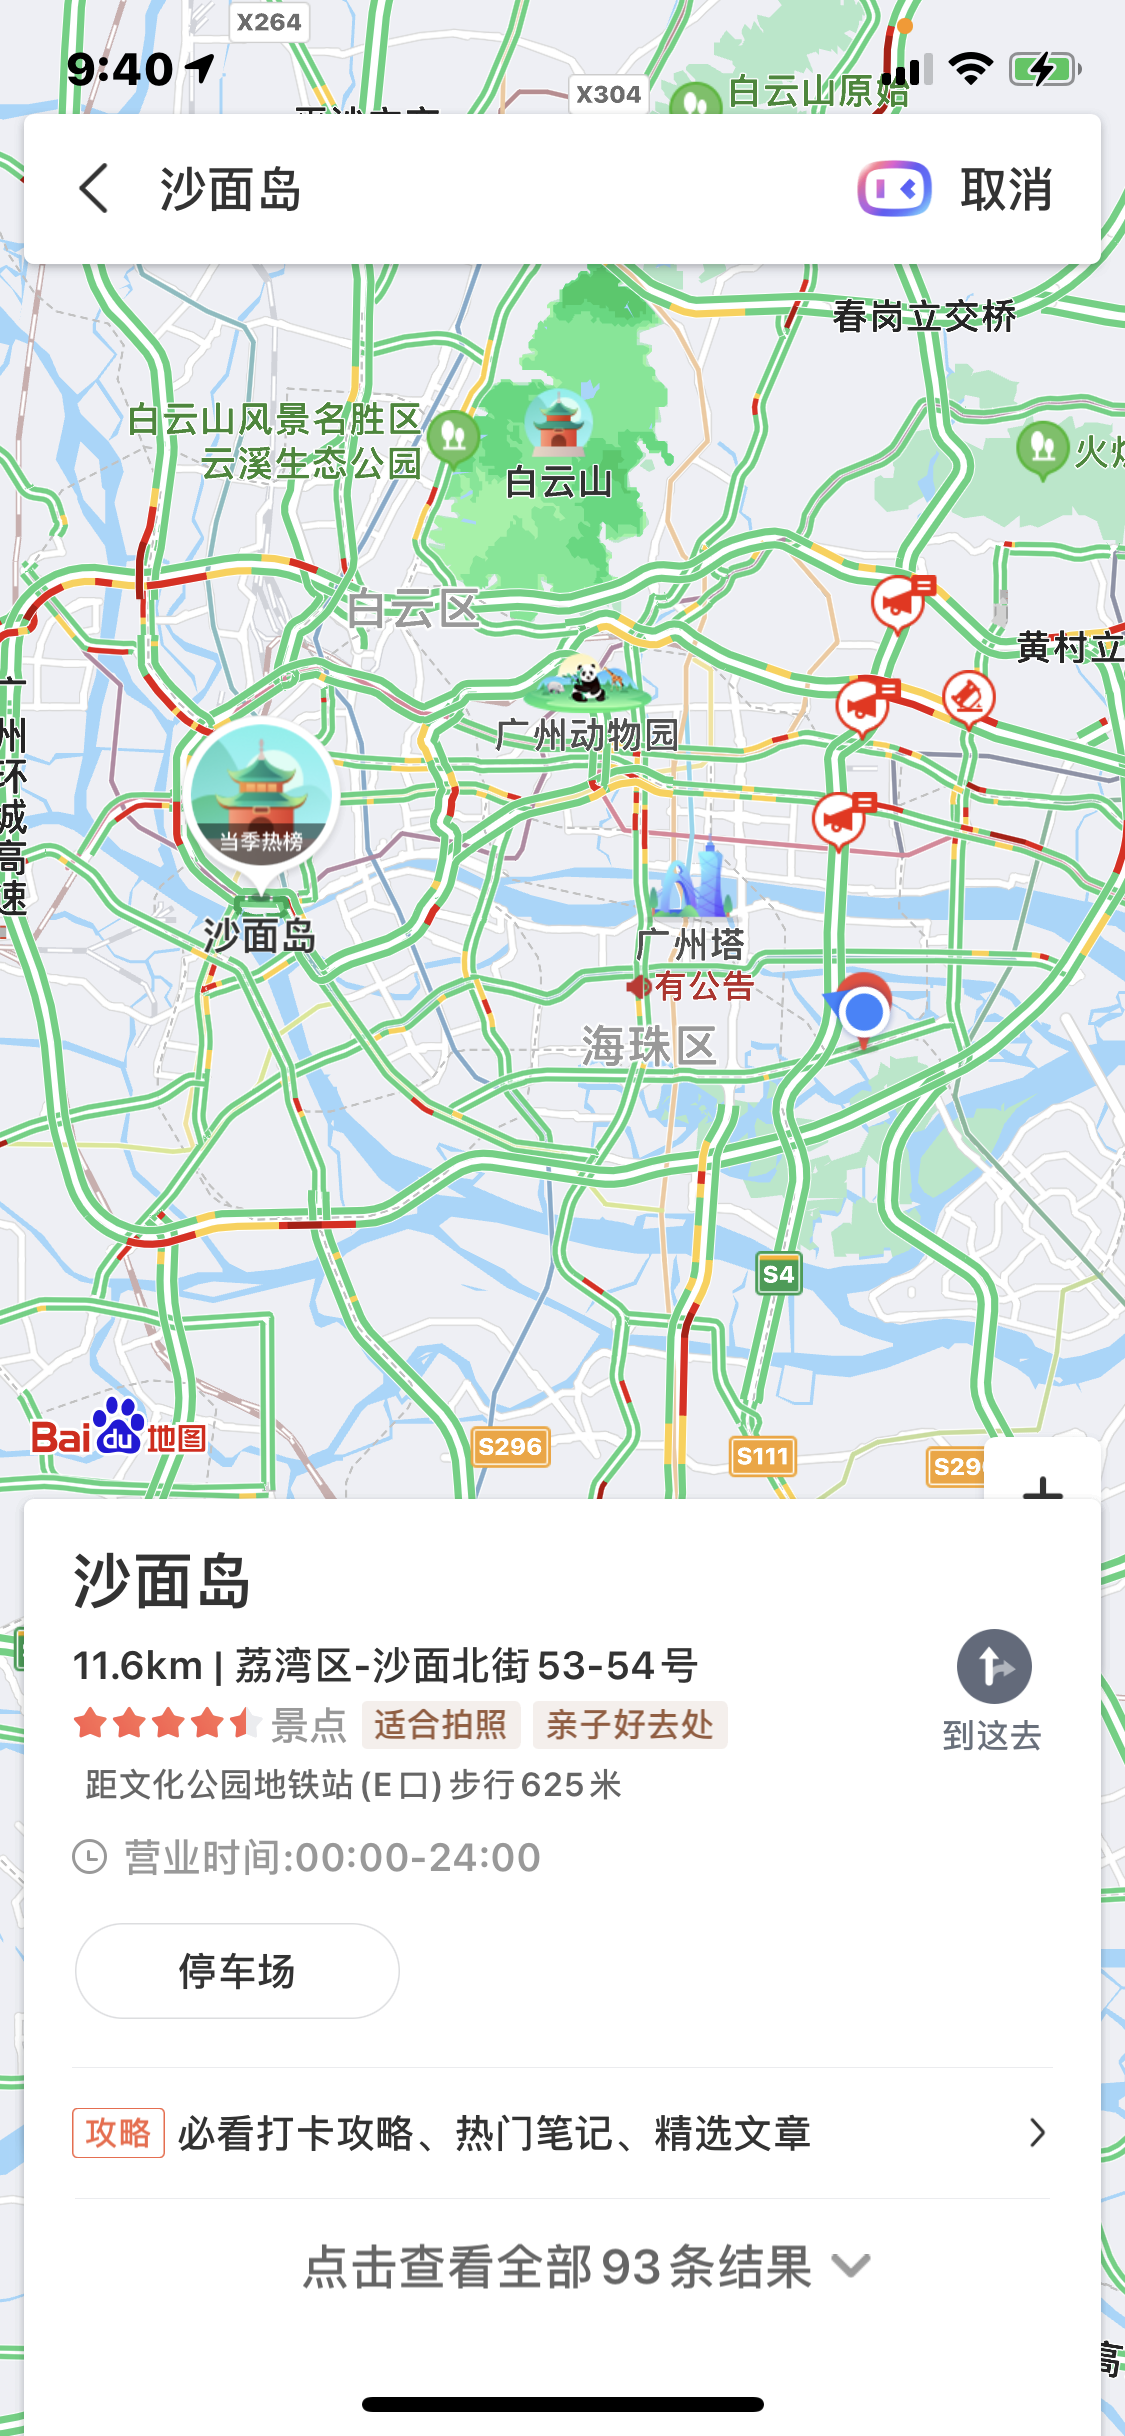 X264
9:40
X304
白云山原始
沙面岛
取消
春岗立交桥
白云山风景名胜区
云溪生态公园
白云山
白云区
黄村立
广州动物园
广州环城高速
当季热榜
沙面岛
广州塔
有公告
海珠区
S4
Baidu地图
S296
S111
S29
沙面岛
11.6km | 荔湾区-沙面北街53-54号
景点 适合拍照 亲子好去处
到这去
距文化公园地铁站(E口)步行625米
营业时间:00:00-24:00
停车场
攻略 必看打卡攻略、热门笔记、精选文章
点击查看全部93条结果
高